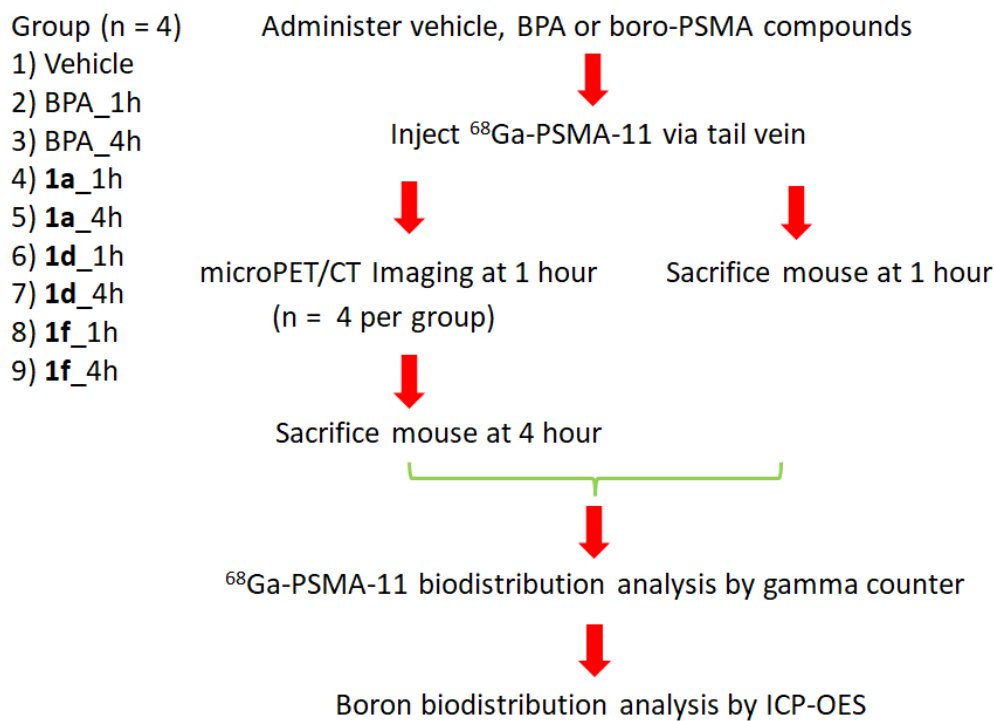 Group (n = 4)
1) Vehicle
2) BPA_1h
3) BPA_4h
4) 1a_1h
5) 1a_4h
6) 1d_1h
7) 1d_4h
8) 1f_1h
9) 1f_4h
Administer vehicle, BPA or boro-PSMA compounds
Inject ⁶⁸Ga-PSMA-11 via tail vein
microPET/CT Imaging at 1 hour
(n = 4 per group)
Sacrifice mouse at 1 hour
Sacrifice mouse at 4 hour
⁶⁸Ga-PSMA-11 biodistribution analysis by gamma counter
Boron biodistribution analysis by ICP-OES